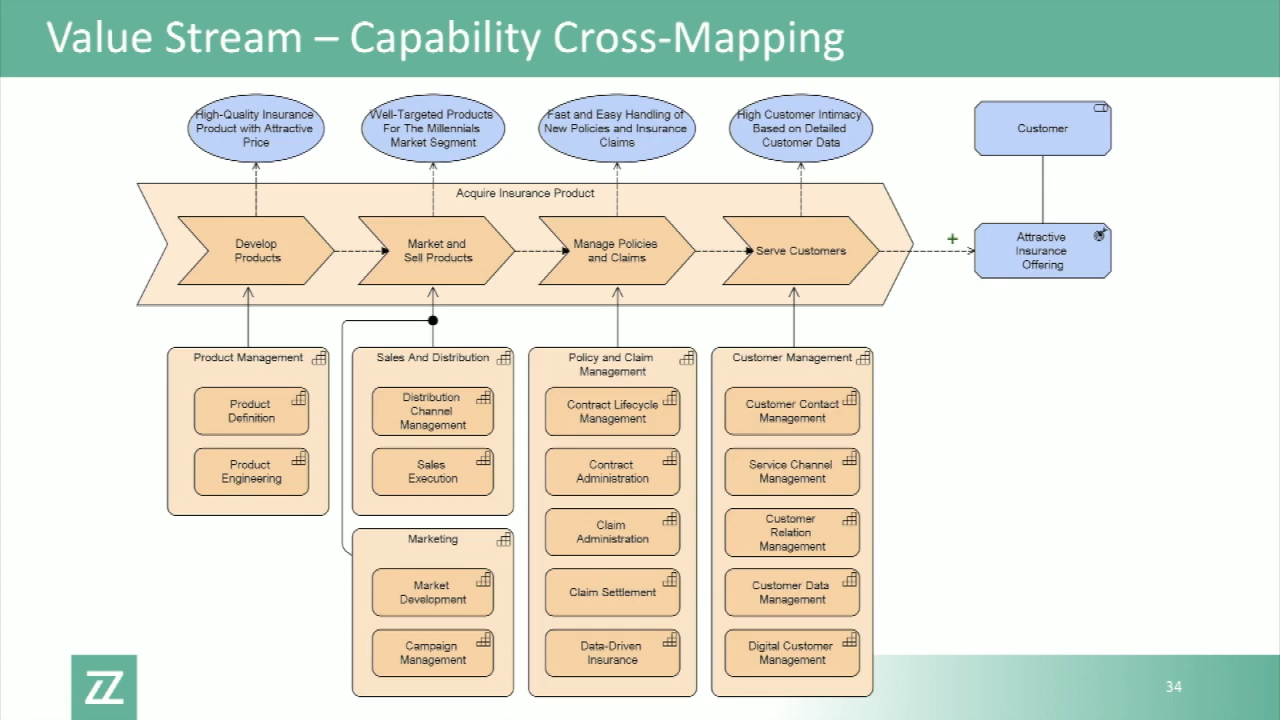 Value Stream – Capability Cross-Mapping
High-Quality Insurance
Product with Attractive
Price
Well-Targeted Products
For The Millennials
Market Segment
Fast and Easy Handling of
New Policies and Insurance
Claims
High Customer Intimacy
Based on Detailed
Customer Data
Customer
Acquire Insurance Product
Develop
Products
Market and
Sell Products
Manage Policies
and Claims
Serve Customers
+
Attractive
Insurance
Offering
Product Management
Product
Definition
Product
Engineering
Sales And Distribution
Distribution
Channel
Management
Sales
Execution
Marketing
Market
Development
Campaign
Management
Policy and Claim
Management
Contract Lifecycle
Management
Contract
Administration
Claim
Administration
Claim Settlement
Data-Driven
Insurance
Customer Management
Customer Contact
Management
Service Channel
Management
Customer
Relation
Management
Customer Data
Management
Digital Customer
Management
34